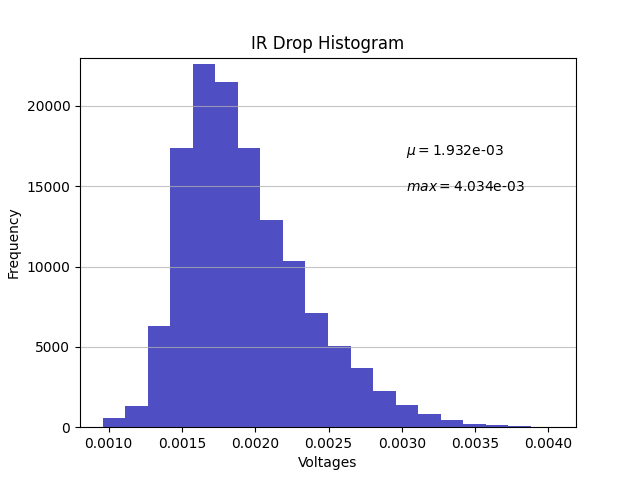 IR Drop Histogram
Frequency
20000
15000
10000
5000
0
μ = 1.932e-03
max = 4.034e-03
0.0010 0.0015 0.0020 0.0025 0.0030 0.0035 0.0040
Voltages